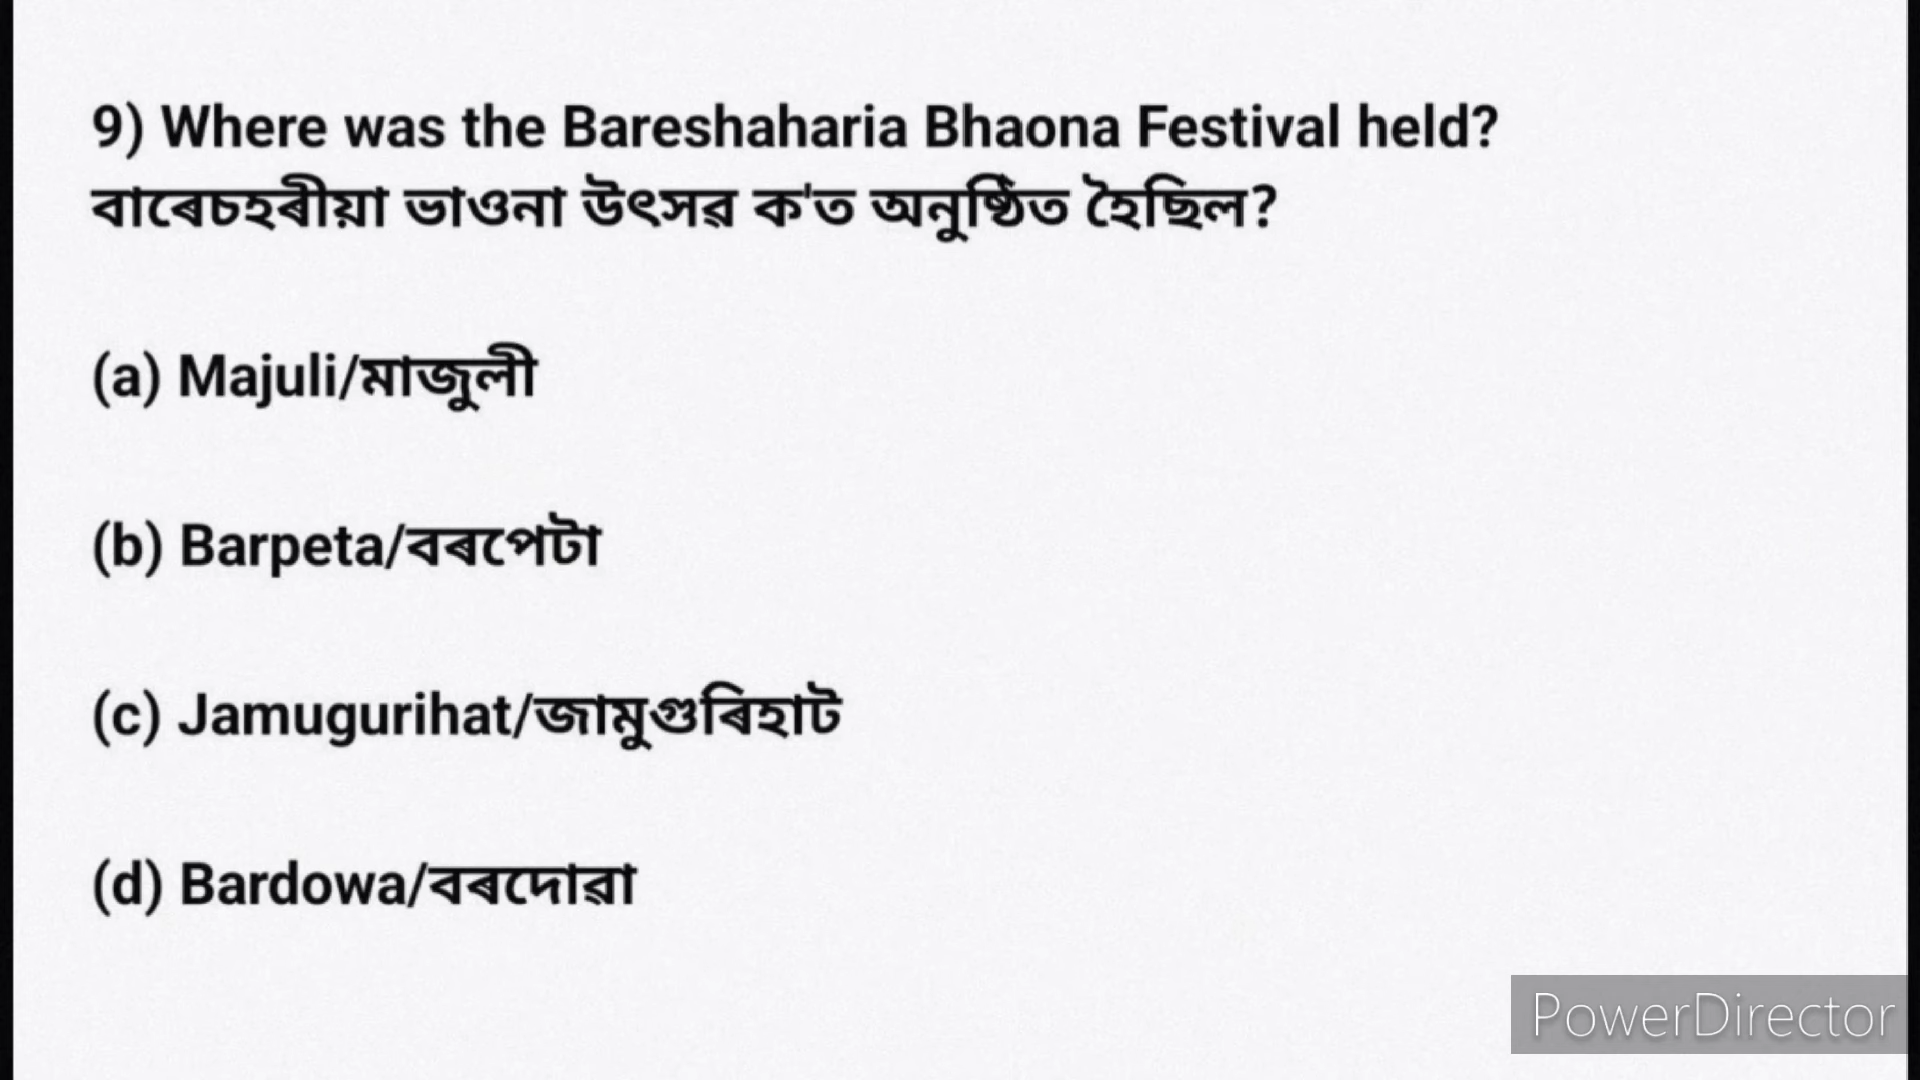 9) Where was the Bareshaharia Bhaona Festival held?
বাৰেচহৰীয়া ভাওনা উৎসৱ ক'ত অনুষ্ঠিত হৈছিল?
(a) Majuli/মাজুলী
(b) Barpeta/বৰপেটা
(c) Jamugurihat/জামুগুৰিহাট
(d) Bardowa/বৰদোৱা
PowerDirector